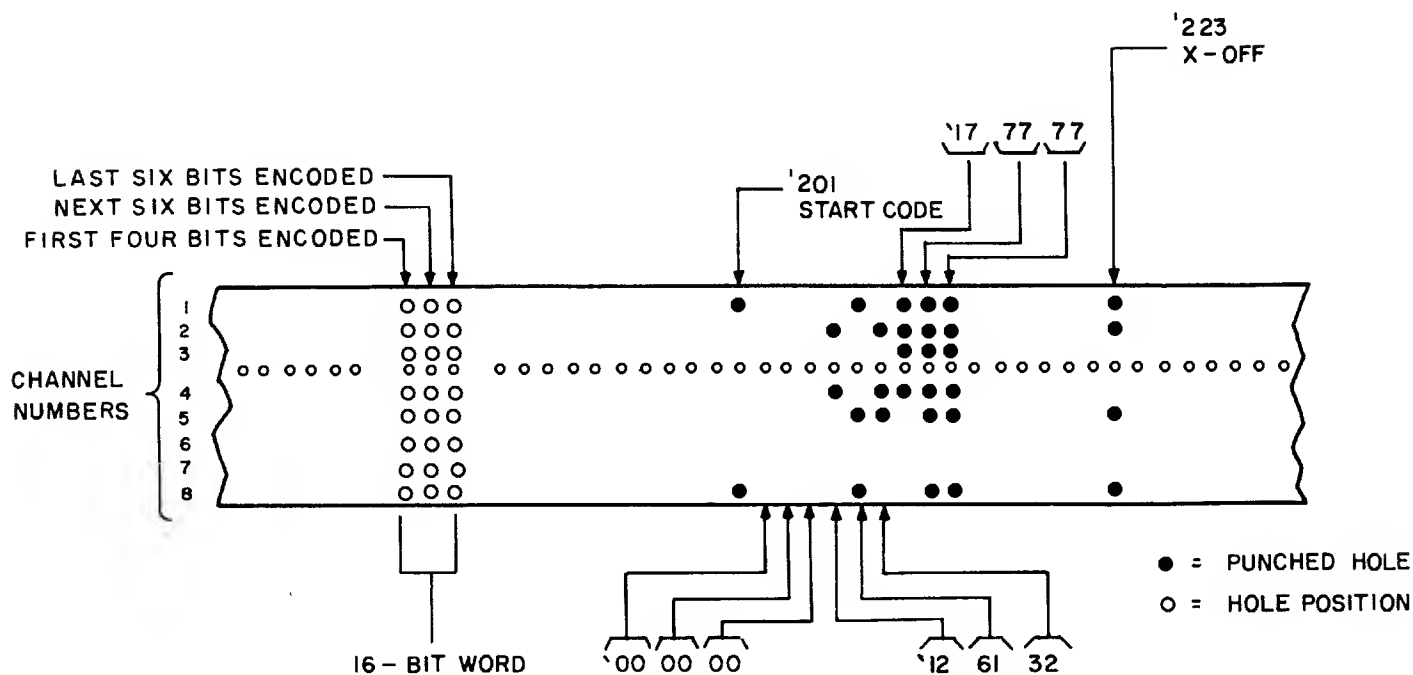 '223
X-OFF
'17 77 77
LAST SIX BITS ENCODED
NEXT SIX BITS ENCODED
FIRST FOUR BITS ENCODED
'201
START CODE
CHANNEL
NUMBERS
1
2
3
4
5
6
7
8
● = PUNCHED HOLE
○ = HOLE POSITION
16-BIT WORD
'00 00 00
'12 61 32